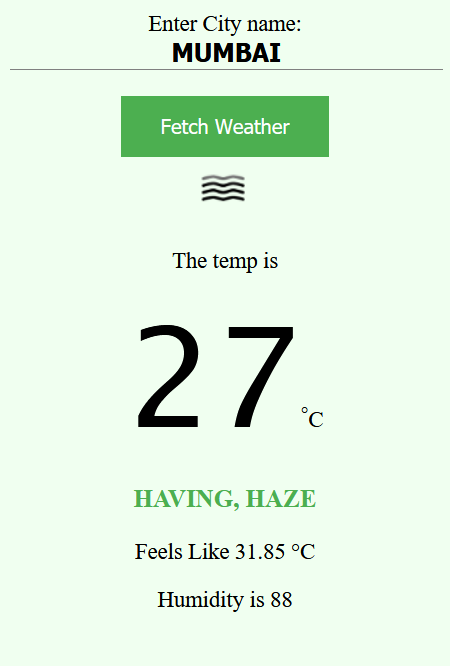 Enter City name:
MUMBAI
Fetch Weather
The temp is
27 °C
HAVING, HAZE
Feels Like 31.85 °C
Humidity is 88